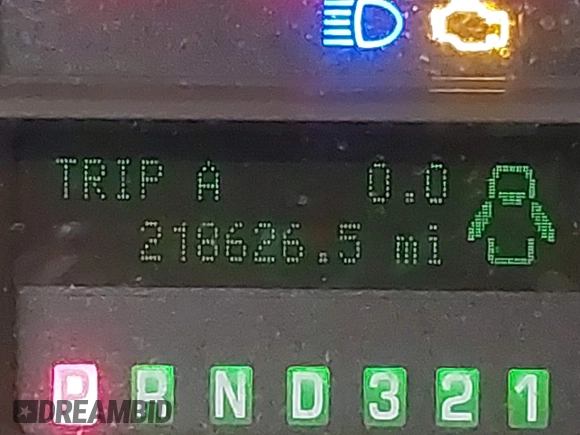 TRIP A 0.0
218626.5 mi
P R N D 3 2 1
DREAMBID